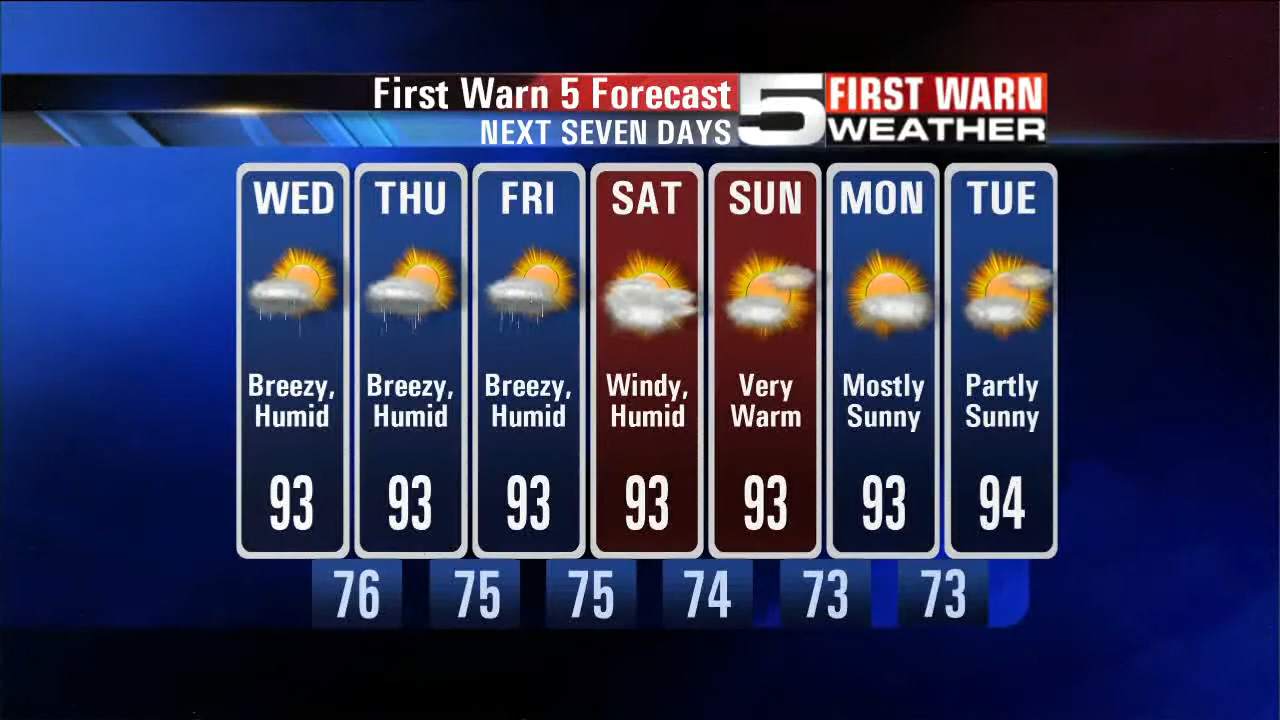 First Warn 5 Forecast
NEXT SEVEN DAYS
5
FIRST WARN
WEATHER
WED THU FRI SAT SUN MON TUE
Breezy, Breezy, Breezy, Windy, Very Mostly Partly
Humid Humid Humid Humid Warm Sunny Sunny
93 93 93 93 93 93 94
76 75 75 74 73 73